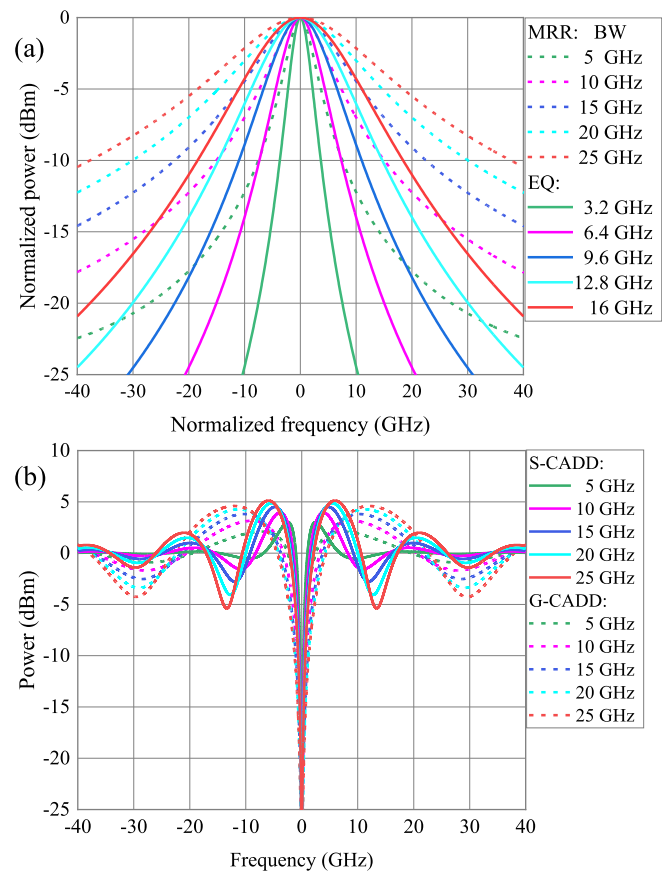 (a)
Normalized power (dBm)
0
-5
-10
-15
-20
-25
-40
-30
-20
-10
0
10
20
30
40
Normalized frequency (GHz)
MRR: BW
5 GHz
10 GHz
15 GHz
20 GHz
25 GHz
EQ:
3.2 GHz
6.4 GHz
9.6 GHz
12.8 GHz
16 GHz
(b)
Power (dBm)
10
5
0
-5
-10
-15
-20
-25
-40
-30
-20
-10
0
10
20
30
40
Frequency (GHz)
S-CADD:
5 GHz
10 GHz
15 GHz
20 GHz
25 GHz
G-CADD:
5 GHz
10 GHz
15 GHz
20 GHz
25 GHz